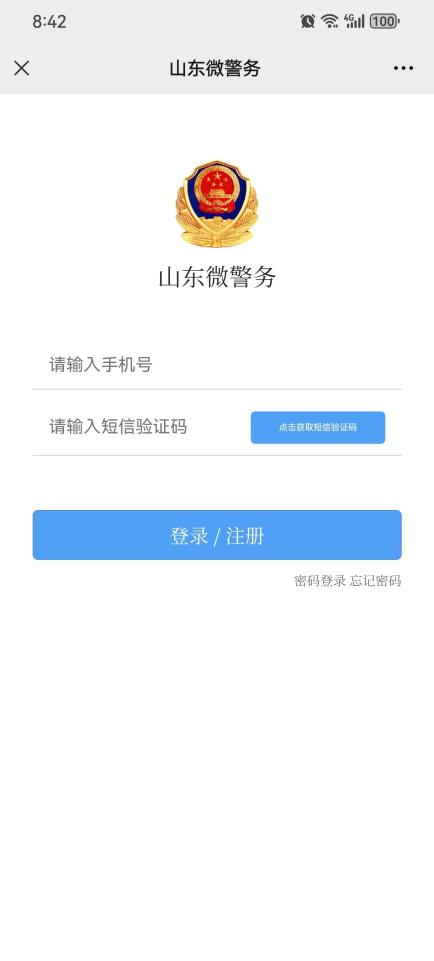 8:42
4G
100
山东微警务
山东微警务
请输入手机号
请输入短信验证码
点击获取短信验证码
登录 / 注册
密码登录 忘记密码